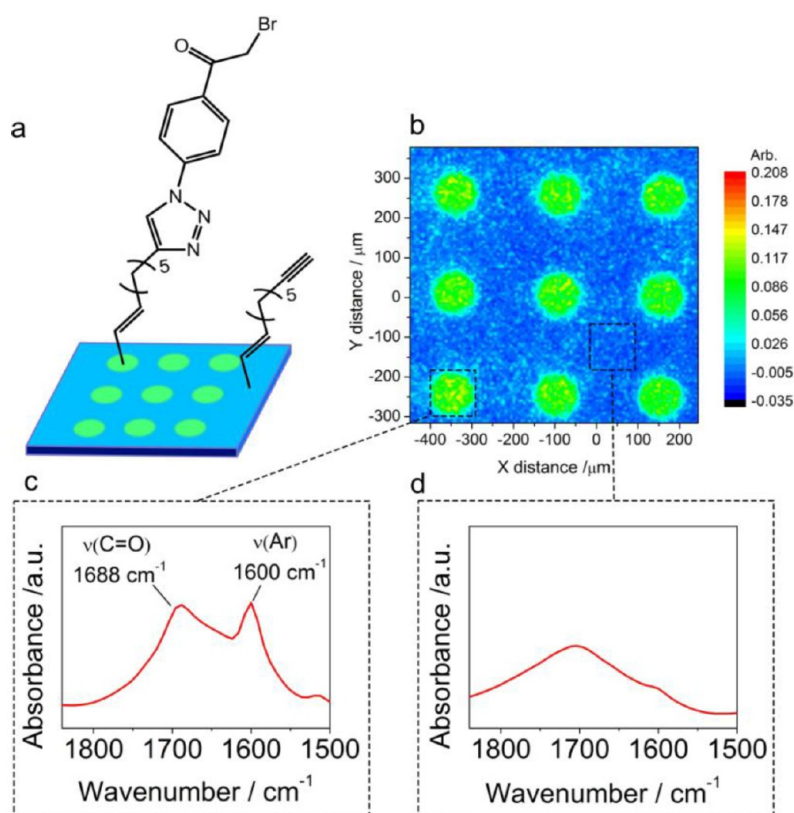 a
Br
O
N
N
N
5
5
b
Arb.
0.208
0.178
0.147
0.117
0.086
0.056
0.026
-0.005
-0.035
300
200
100
0
-100
-200
-300
Y distance / μm
-400
-300
-200
-100
0
100
200
X distance /μm
c
ν(C=O)
1688 cm-1
ν(Ar)
1600 cm-1
Absorbance /a.u.
1800 1700 1600 1500
Wavenumber / cm-1
d
Absorbance /a.u.
1800 1700 1600 1500
Wavenumber / cm-1